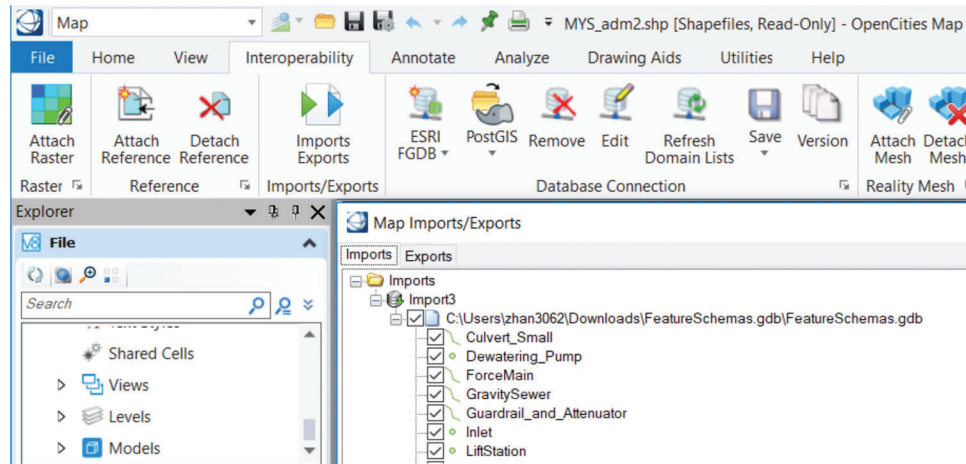 Map
MYS_adm2.shp [Shapefiles, Read-Only] - OpenCities Map
File Home View Interoperability Annotate Analyze Drawing Aids Utilities Help
Attach Raster
Attach Reference
Detach Reference
Imports Exports
ESRI FGDB
PostGIS
Remove
Edit
Refresh Domain Lists
Save
Version
Attach Mesh
Detach Mesh
Raster Reference Imports/Exports Database Connection Reality Mesh
Explorer
V8 File
Search
Shared Cells
Views
Levels
Models
Map Imports/Exports
Imports Exports
Imports
Import3
C:\Users\zhan3062\Downloads\FeatureSchemas.gdb\FeatureSchemas.gdb
Culvert_Small
Dewatering_Pump
ForceMain
GravitySewer
Guardrail_and_Attenuator
Inlet
LiftStation